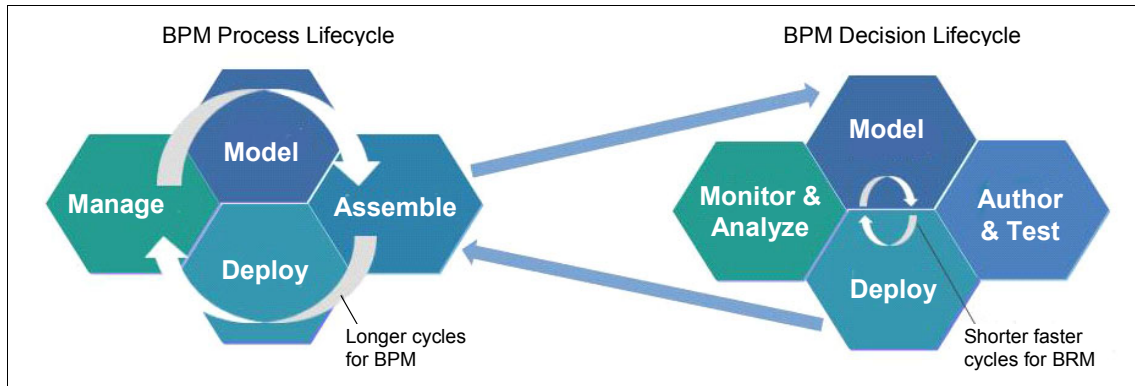 BPM Process Lifecycle
Model
Manage
Assemble
Deploy
Longer cycles
for BPM
BPM Decision Lifecycle
Model
Monitor &
Analyze
Author
& Test
Deploy
Shorter faster
cycles for BRM